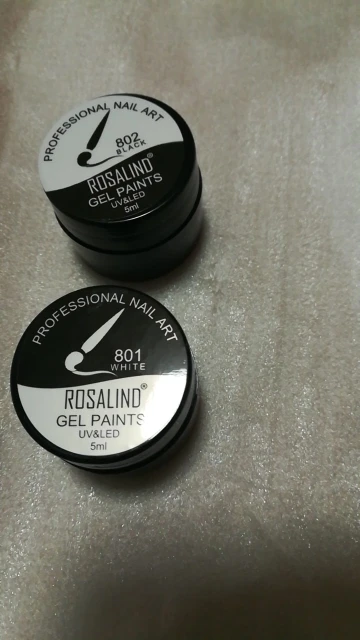 PROFESSIONAL NAIL ART
802
BLACK
ROSALIND®
GEL PAINTS
UV&LED
5ml
PROFESSIONAL NAIL ART
801
WHITE
ROSALIND®
GEL PAINTS
UV&LED
5ml